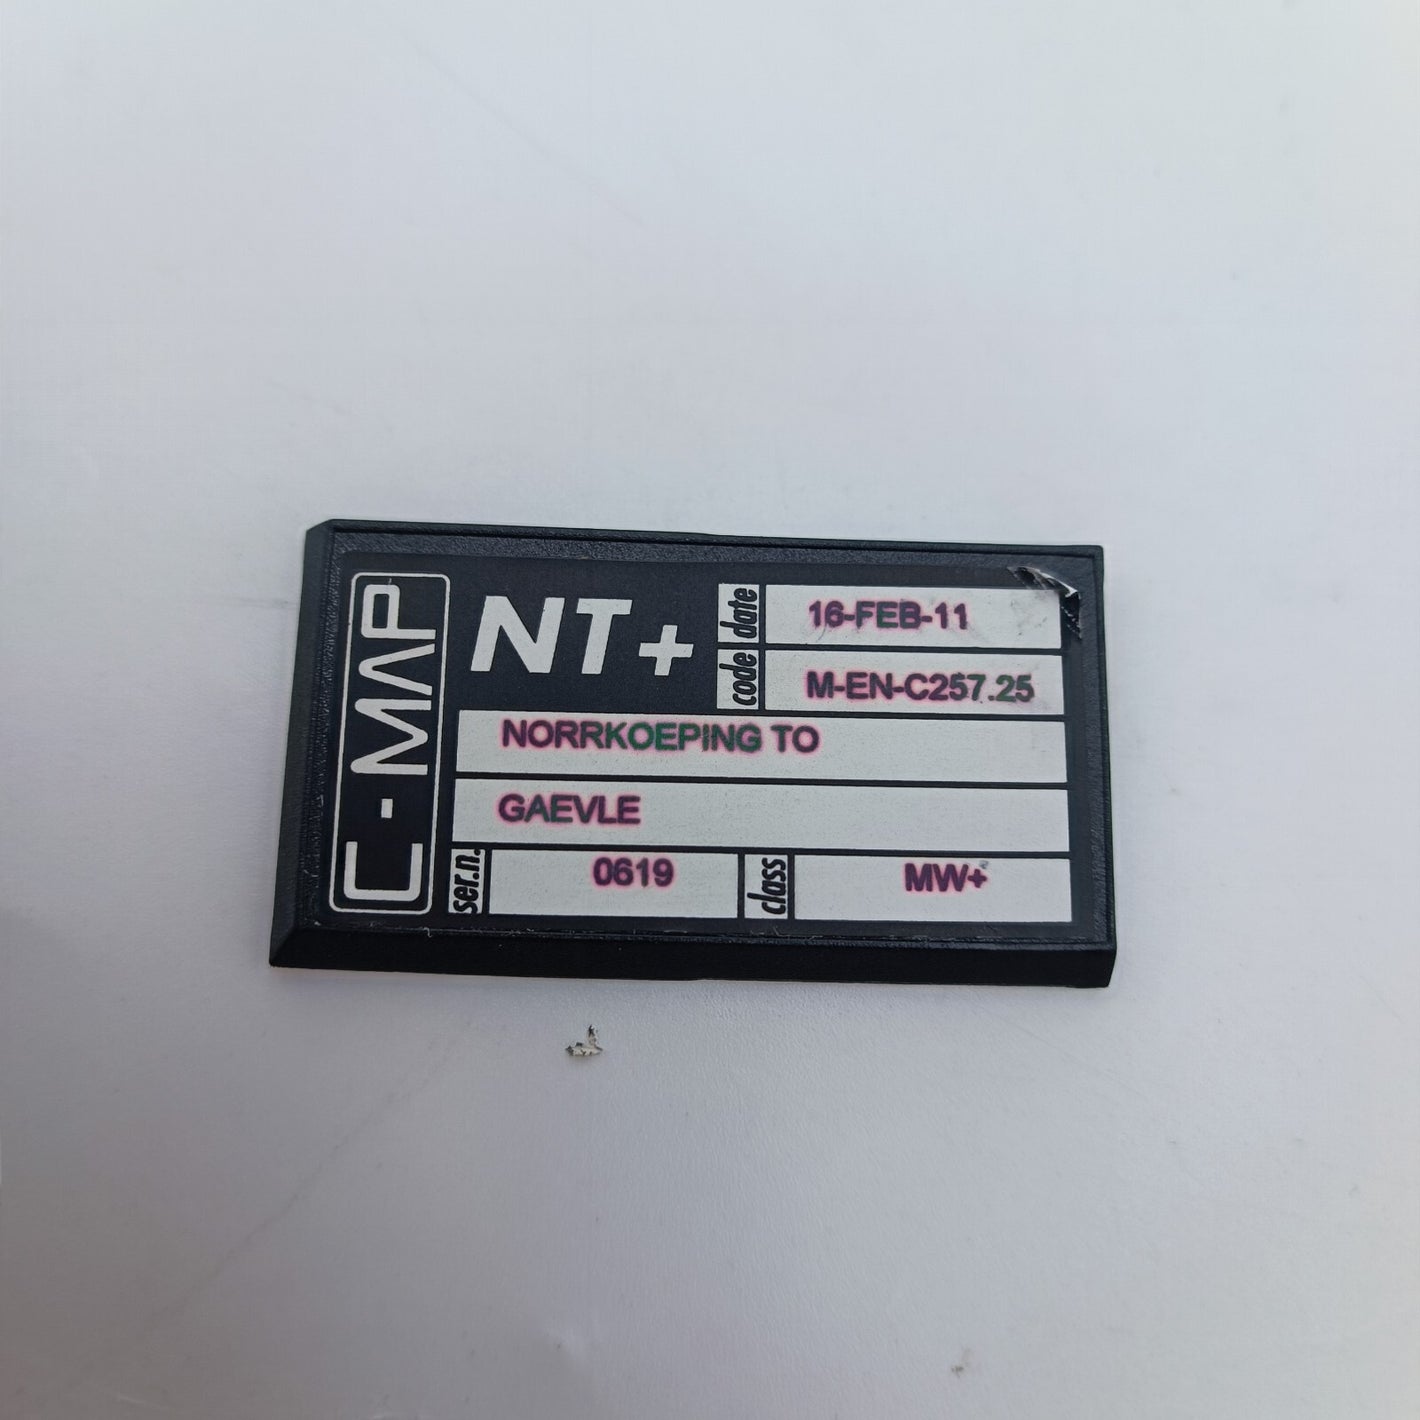 C-MAP
NT+
date 16-FEB-11
code M-EN-C257.25
NORRKOEPING TO
GAEVLE
ser.n. 0619 class MW+